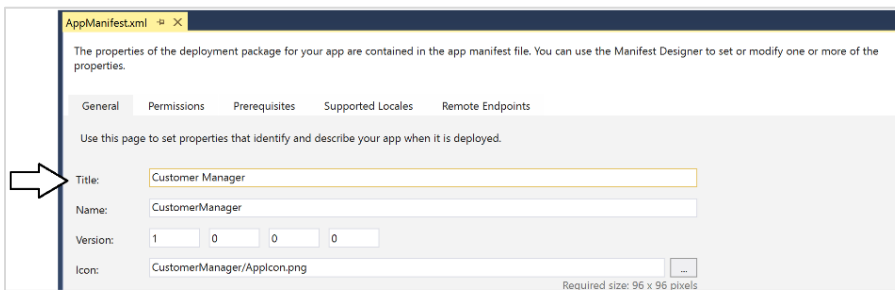 AppManifest.xml
The properties of the deployment package for your app are contained in the app manifest file. You can use the Manifest Designer to set or modify one or more of the
properties.
General Permissions Prerequisites Supported Locales Remote Endpoints
Use this page to set properties that identify and describe your app when it is deployed.
Title: Customer Manager
Name: CustomerManager
Version: 1 0 0 0
Icon: CustomerManager/AppIcon.png ...
Required size: 96 x 96 pixels